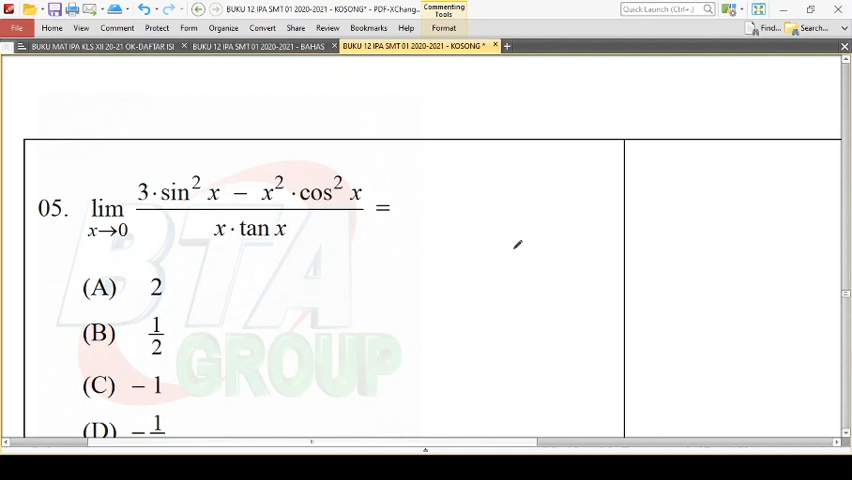 BUKU 12 IPA SMT 01 2020-2021 - KOSONG* - PDF-XChang
Commenting Tools
Quick Launch (Ctrl+.)
File Home View Comment Protect Form Organize Convert Share Review Bookmarks Help Format Find... Search...
BUKU MAT IPA KLS XII 20-21 OK-DAFTAR ISI × BUKU 12 IPA SMT 01 2020-2021 - BAHAS × BUKU 12 IPA SMT 01 2020-2021 - KOSONG * ×
05. lim x→0 (3·sin² x − x²·cos² x)/(x·tan x) =
(A) 2
(B) 1/2
(C) − 1
(D) − 1
BTA
GROUP